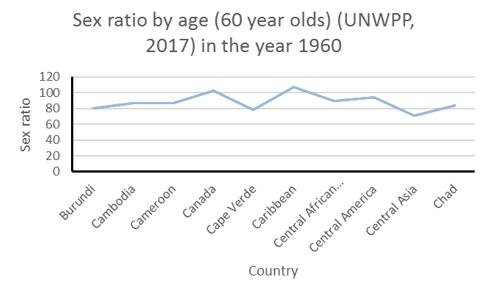 Sex ratio by age (60 year olds) (UNWPP,
2017) in the year 1960
120
100
80
60
40
20
0
Sex ratio
Burundi
Cambodia
Cameroon
Canada
Cape Verde
Caribbean
Central African...
Central America
Central Asia
Chad
Country